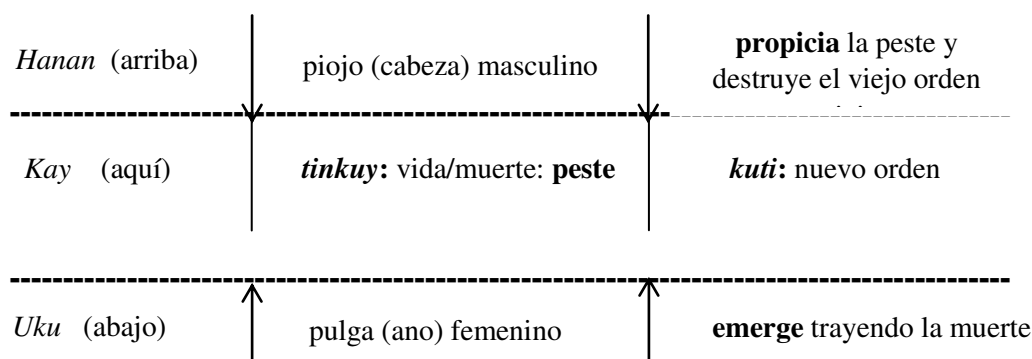 Hanan (arriba)
piojo (cabeza) masculino
propicia la peste y
destruye el viejo orden
Kay (aquí)
tinkuy: vida/muerte: peste
kuti: nuevo orden
Uku (abajo)
pulga (ano) femenino
emerge trayendo la muerte